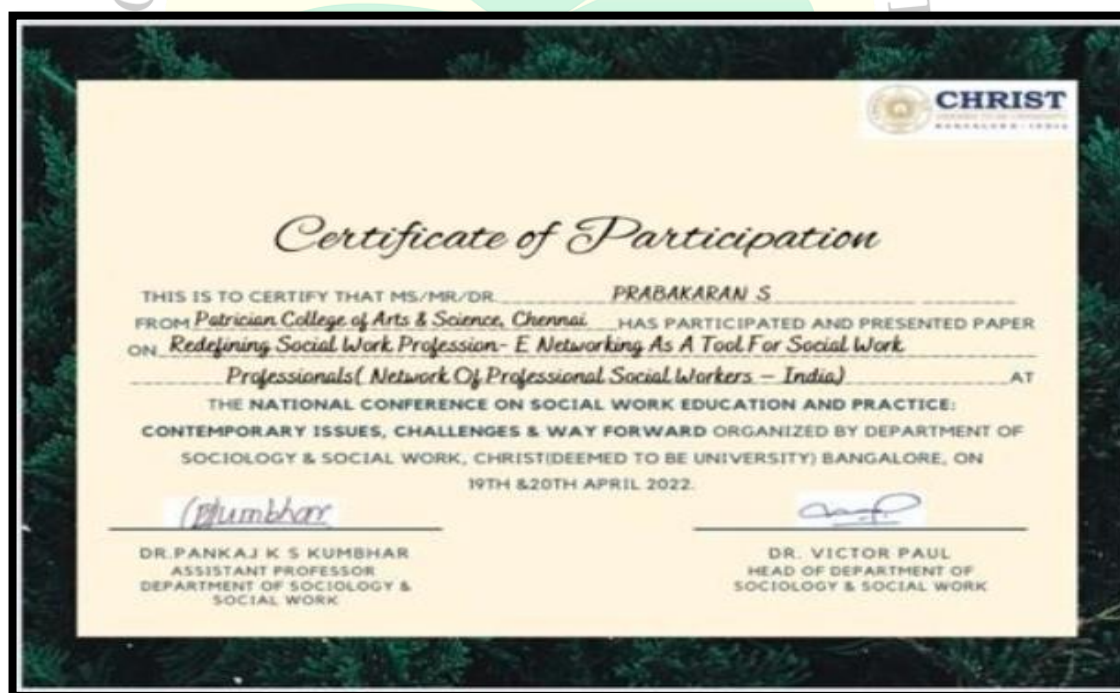 CHRIST
BANGALORE · INDIA
Certificate of Participation
THIS IS TO CERTIFY THAT MS/MR/DR. PRABAKARAN S
FROM Patrician College of Arts & Science, Chennai HAS PARTICIPATED AND PRESENTED PAPER
ON Redefining Social Work Profession- E Networking As A Tool For Social Work
Professionals( Network Of Professional Social Workers – India) AT
THE NATIONAL CONFERENCE ON SOCIAL WORK EDUCATION AND PRACTICE:
CONTEMPORARY ISSUES, CHALLENGES & WAY FORWARD ORGANIZED BY DEPARTMENT OF
SOCIOLOGY & SOCIAL WORK, CHRIST(DEEMED TO BE UNIVERSITY) BANGALORE, ON
19TH &20TH APRIL 2022.
DR.PANKAJ K S KUMBHAR
ASSISTANT PROFESSOR
DEPARTMENT OF SOCIOLOGY &
SOCIAL WORK
DR. VICTOR PAUL
HEAD OF DEPARTMENT OF
SOCIOLOGY & SOCIAL WORK